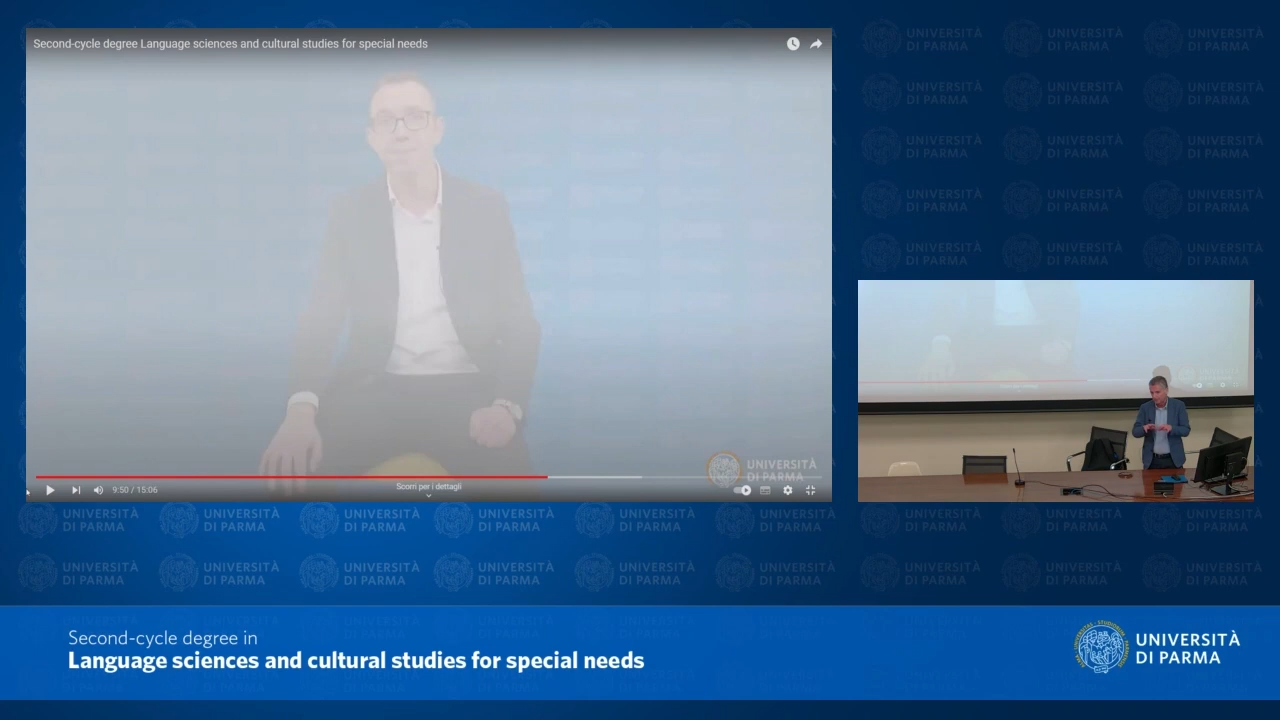 Second-cycle degree Language sciences and cultural studies for special needs
UNIVERSITÀ
DI PARMA
9:50 / 15:06
Scorri per i dettagli
Second-cycle degree in
Language sciences and cultural studies for special needs
UNIVERSITÀ
DI PARMA